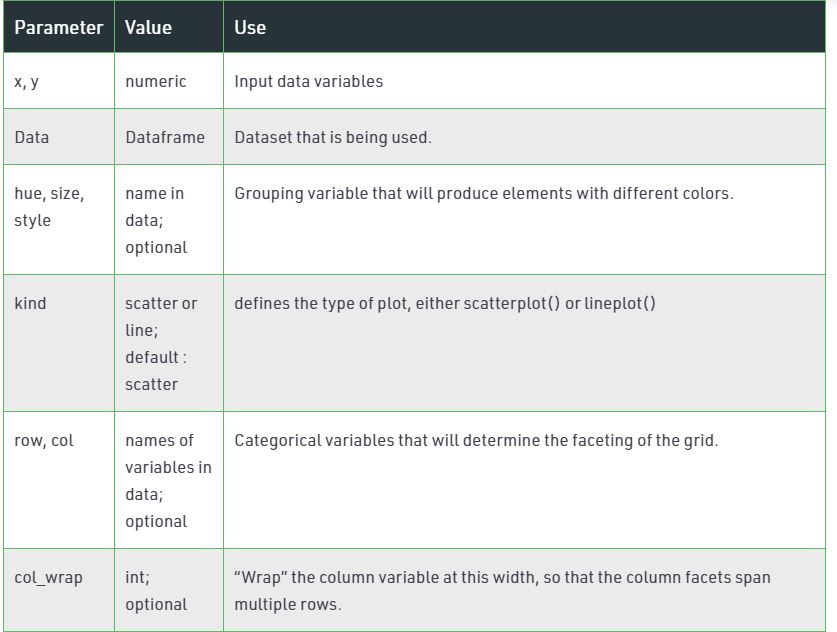 Parameter Value Use
x, y numeric Input data variables
Data Dataframe Dataset that is being used.
hue, size, name in Grouping variable that will produce elements with different colors.
style data;
optional
kind scatter or defines the type of plot, either scatterplot() or lineplot()
line;
default :
scatter
row, col names of Categorical variables that will determine the faceting of the grid.
variables in
data;
optional
col_wrap int; “Wrap” the column variable at this width, so that the column facets span
optional multiple rows.